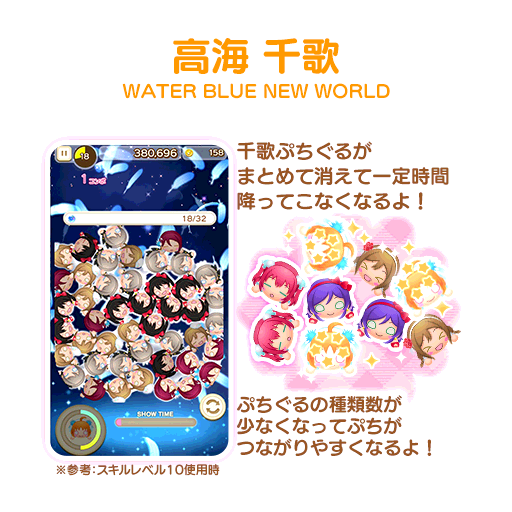 高海 千歌
WATER BLUE NEW WORLD
18
380,696
158
1コンボ
18/32
SHOW TIME
※参考:スキルレベル10使用時
千歌ぷちぐるが
まとめて消えて一定時間
降ってこなくなるよ！
ぷちぐるの種類数が
少なくなってぷちが
つながりやすくなるよ！